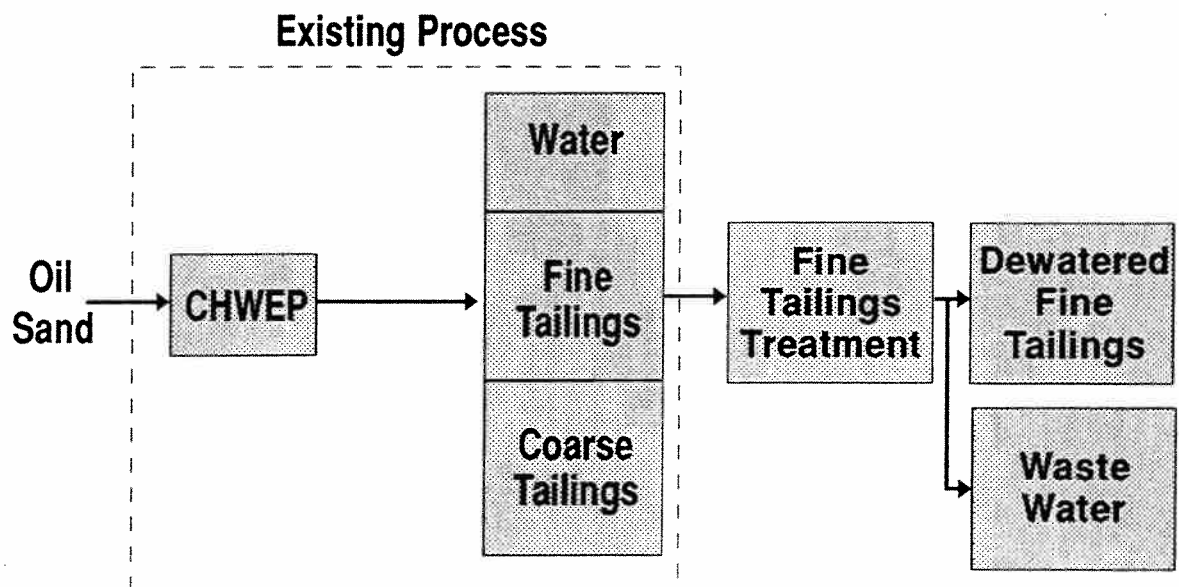 Existing Process
Oil
Sand
CHWEP
Water
Fine
Tailings
Coarse
Tailings
Fine
Tailings
Treatment
Dewatered
Fine
Tailings
Waste
Water